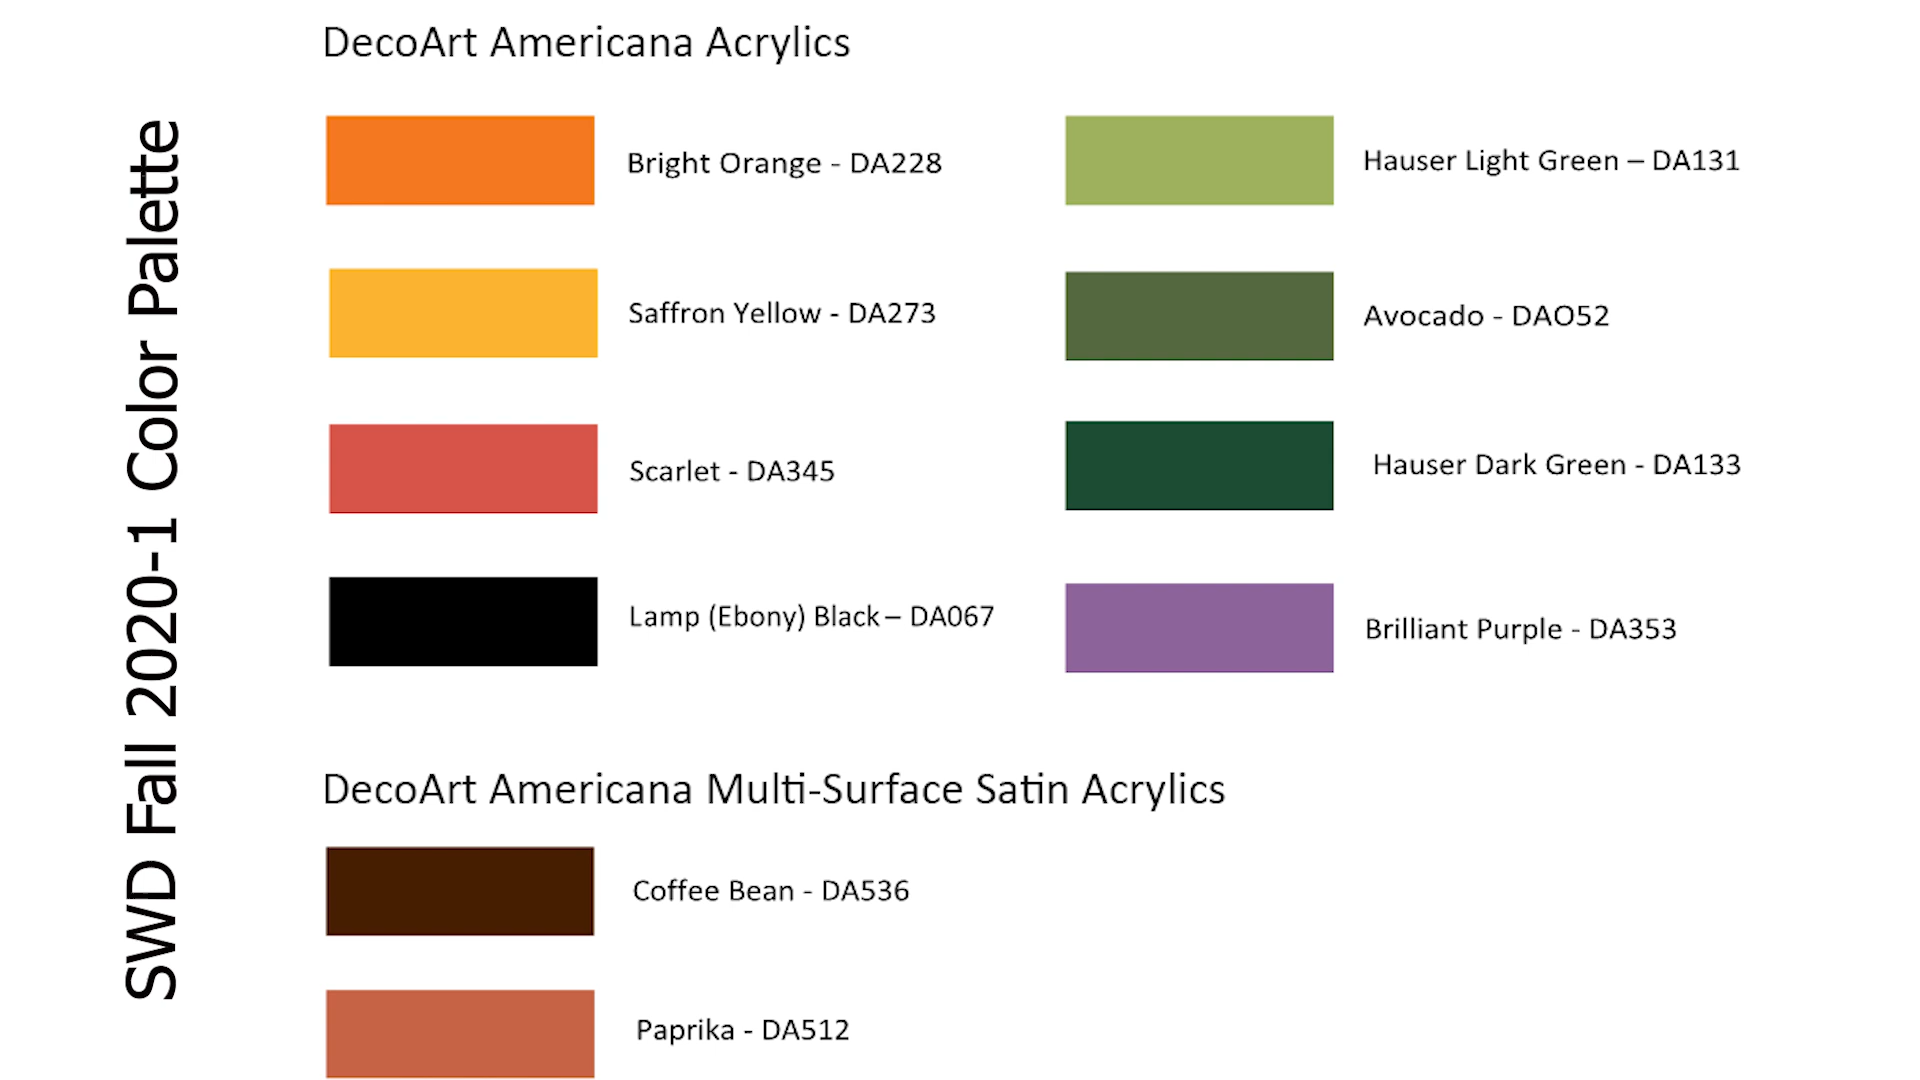 SWD Fall 2020-1 Color Palette
DecoArt Americana Acrylics
Bright Orange - DA228
Saffron Yellow - DA273
Scarlet - DA345
Lamp (Ebony) Black – DA067
Hauser Light Green – DA131
Avocado - DAO52
Hauser Dark Green - DA133
Brilliant Purple - DA353
DecoArt Americana Multi-Surface Satin Acrylics
Coffee Bean - DA536
Paprika - DA512